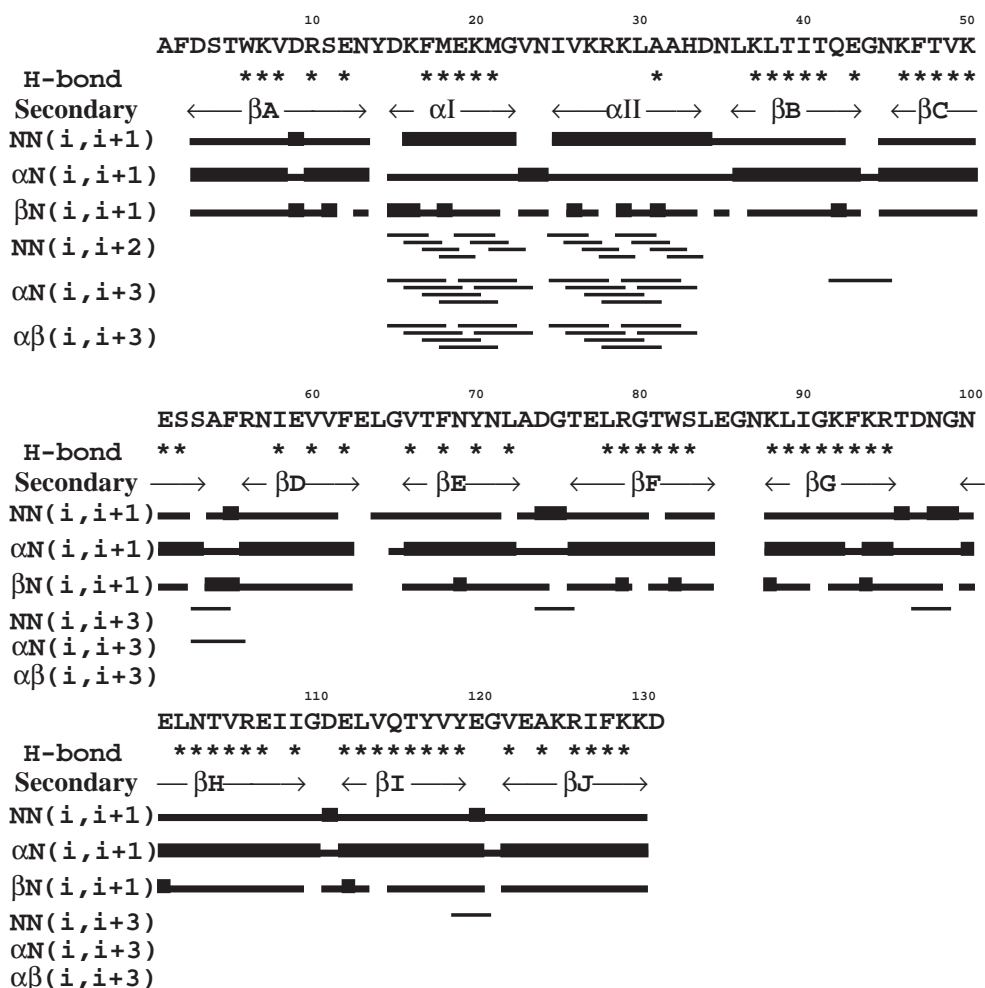 10 20 30 40 50
AFDSTWKVDRSENYDKFMEKMGVNIVKRKLAAHDNLKLTITQEGNKFTVK
H-bond *** * * ***** * ***** * *****
Secondary ←βA→ ←αI→ ←αII→ ←βB→ ←βC
NN(i,i+1)
αN(i,i+1)
βN(i,i+1)
NN(i,i+2)
αN(i,i+3)
αβ(i,i+3)
60 70 80 90 100
ESSAFRNIEVVFELGVTFNYNLADGTELRGTWSLEGNKLIGKFKRTDNGN
H-bond ** * * * * * * * ****** ********
Secondary → ←βD→ ←βE→ ←βF→ ←βG→ ←
NN(i,i+1)
αN(i,i+1)
βN(i,i+1)
NN(i,i+3)
αN(i,i+3)
αβ(i,i+3)
110 120 130
ELNTVREIIGDELVQTYVYEGVEAKRIFKKD
H-bond ****** * ******** * * ****
Secondary βH→ ←βI→ ←βJ→
NN(i,i+1)
αN(i,i+1)
βN(i,i+1)
NN(i,i+3)
αN(i,i+3)
αβ(i,i+3)